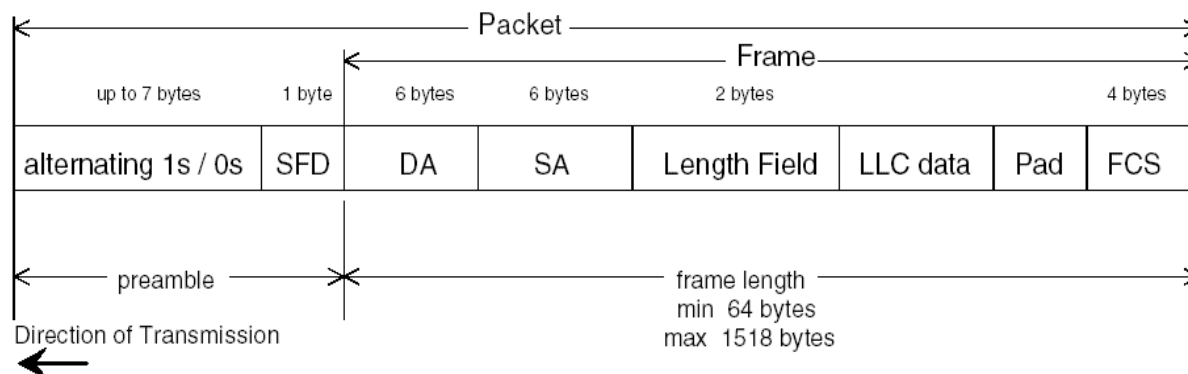 Packet
Frame
up to 7 bytes 1 byte 6 bytes 6 bytes 2 bytes 4 bytes
alternating 1s / 0s SFD DA SA Length Field LLC data Pad FCS
preamble frame length
min 64 bytes
Direction of Transmission max 1518 bytes